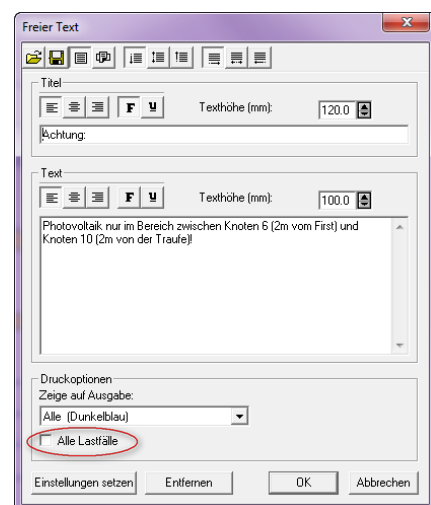 Freier Text
Titel
F U Texthöhe (mm): 120.0
Achtung:
Text
F U Texthöhe (mm): 100.0
Photovoltaik nur im Bereich zwischen Knoten 6 (2m vom First) und
Knoten 10 (2m von der Traufe)!
Druckoptionen
Zeige auf Ausgabe:
Alle (Dunkelblau)
Alle Lastfälle
Einstellungen setzen Entfernen OK Abbrechen